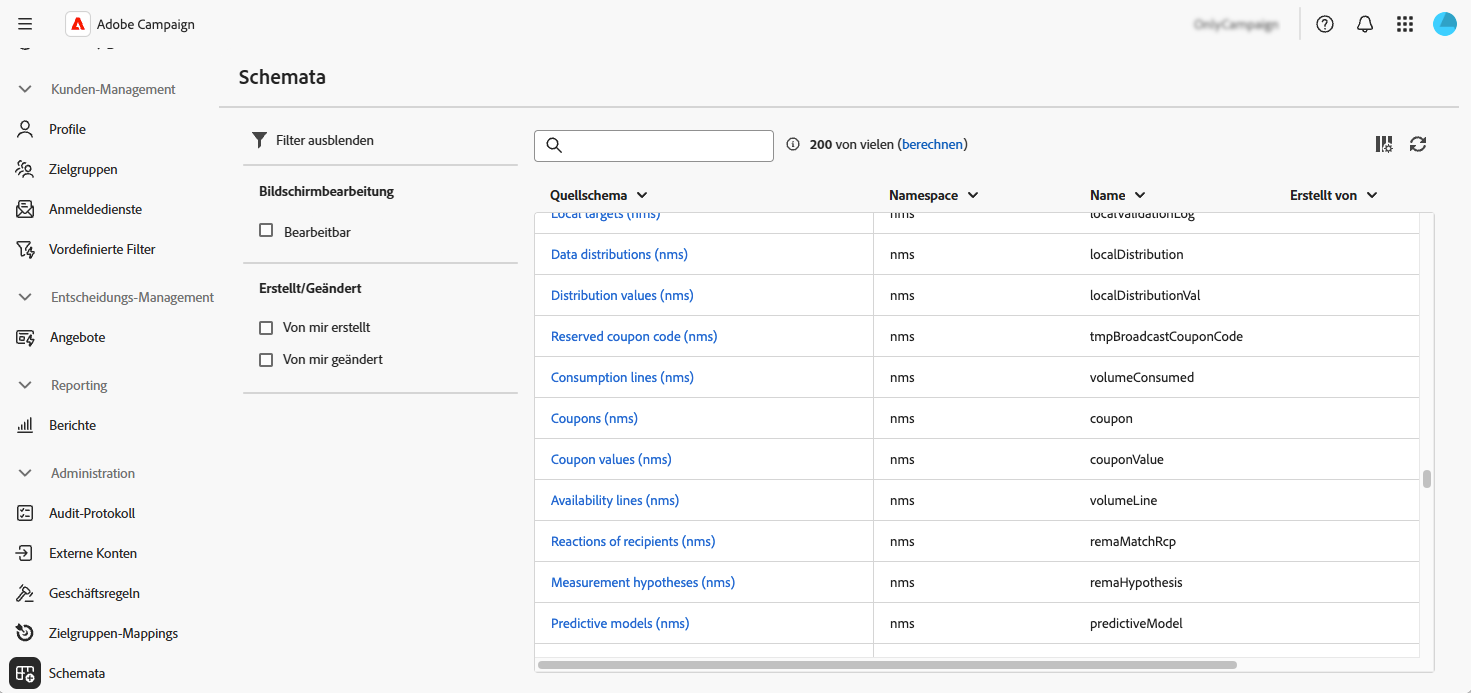 Adobe Campaign
OnlyCampaign
Schemata
Kunden-Management
Profile
Zielgruppen
Anmeldedienste
Vordefinierte Filter
Entscheidungs-Management
Angebote
Reporting
Berichte
Administration
Audit-Protokoll
Externe Konten
Geschäftsregeln
Zielgruppen-Mappings
Schemata
Filter ausblenden
Bildschirmbearbeitung
Bearbeitbar
Erstellt/Geändert
Von mir erstellt
Von mir geändert
200 von vielen (berechnen)
Quellschema Namespace Name Erstellt von
Local targets (nms) nms localValidationLog
Data distributions (nms) nms localDistribution
Distribution values (nms) nms localDistributionVal
Reserved coupon code (nms) nms tmpBroadcastCouponCode
Consumption lines (nms) nms volumeConsumed
Coupons (nms) nms coupon
Coupon values (nms) nms couponValue
Availability lines (nms) nms volumeLine
Reactions of recipients (nms) nms remaMatchRcp
Measurement hypotheses (nms) nms remaHypothesis
Predictive models (nms) nms predictiveModel